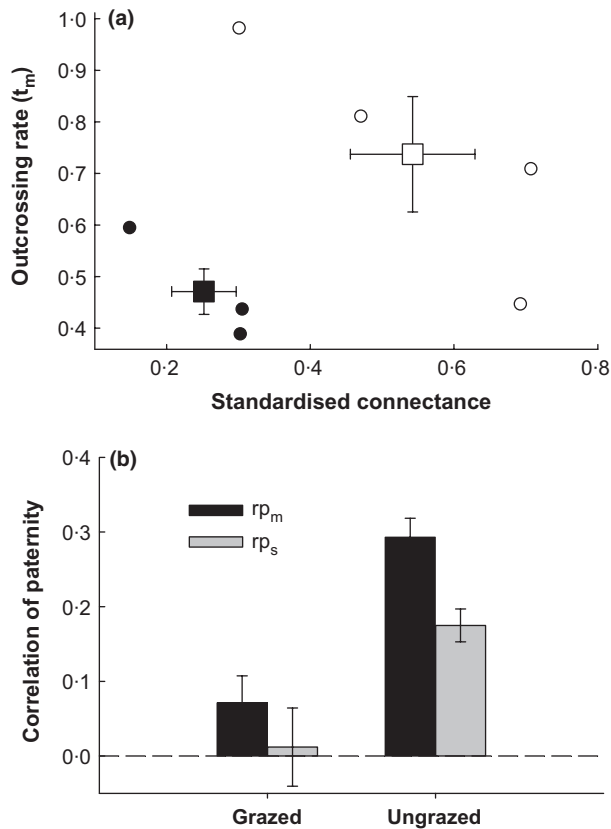 (a)
Outcrossing rate (tm)
1·0
0·9
0·8
0·7
0·6
0·5
0·4
0·2
0·4
0·6
0·8
Standardised connectance
(b)
Correlation of paternity
0·4
0·3
0·2
0·1
0·0
rpm
rps
Grazed
Ungrazed